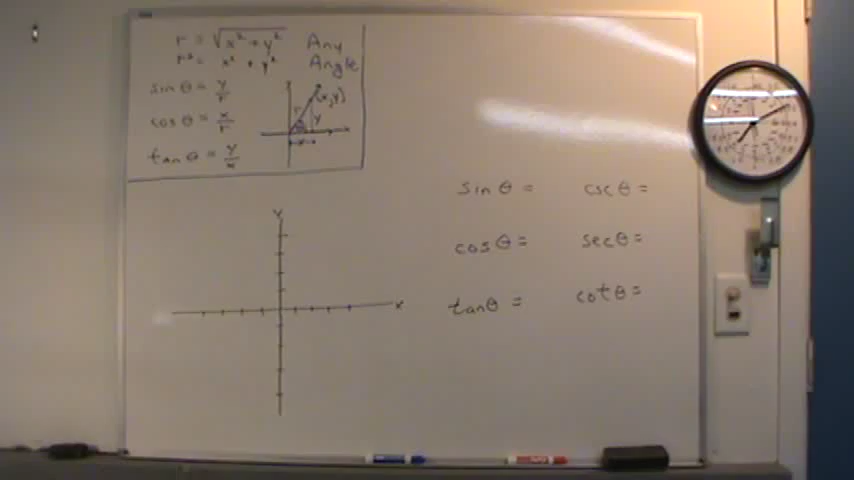 r = √x² + y²
r² = x² + y²
Any
Angle
sin θ = y/r
cos θ = x/r
tan θ = y/x
(x,y)
r
y
x
y
x
sin θ =
csc θ =
cos θ =
sec θ =
tan θ =
cot θ =